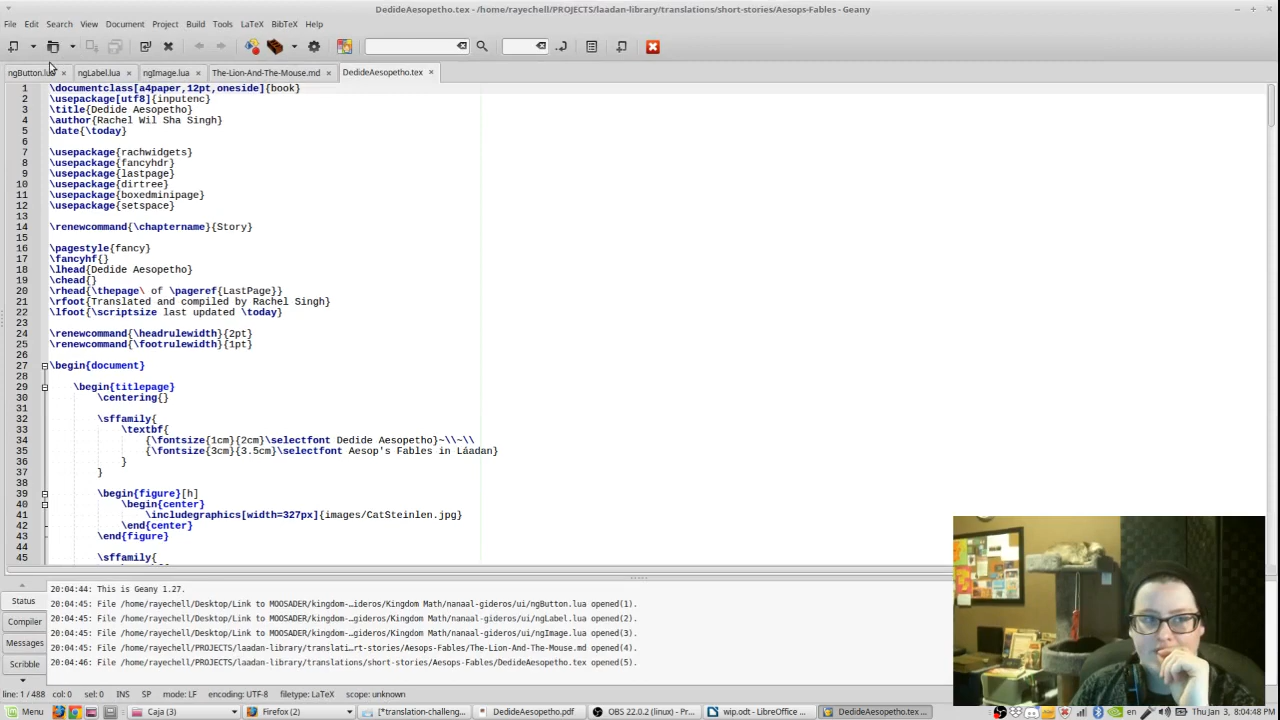 DedideAesopetho.tex - /home/rayechell/PROJECTS/laadan-library/translations/short-stories/Aesops-Fables - Geany
File Edit Search View Document Project Build Tools LaTeX BibTeX Help
ngButton.lua ngLabel.lua ngImage.lua The-Lion-And-The-Mouse.md DedideAesopetho.tex
1 \documentclass[a4paper,12pt,oneside]{book}
2 \usepackage[utf8]{inputenc}
3 \title{Dedide Aesopetho}
4 \author{Rachel Wil Sha Singh}
5 \date{\today}
6
7 \usepackage{rachwidgets}
8 \usepackage{fancyhdr}
9 \usepackage{lastpage}
10 \usepackage{dirtree}
11 \usepackage{boxedminipage}
12 \usepackage{setspace}
13
14 \renewcommand{\chaptername}{Story}
15
16 \pagestyle{fancy}
17 \fancyhf{}
18 \lhead{Dedide Aesopetho}
19 \chead{}
20 \rhead{\thepage\ of \pageref{LastPage}}
21 \rfoot{Translated and compiled by Rachel Singh}
22 \lfoot{\scriptsize last updated \today}
23
24 \renewcommand{\headrulewidth}{2pt}
25 \renewcommand{\footrulewidth}{1pt}
26
27 \begin{document}
28
29 \begin{titlepage}
30 \centering{}
31
32 \sffamily{
33 \textbf{
34 {\fontsize{1cm}{2cm}\selectfont Dedide Aesopetho}~\\~\\
35 {\fontsize{3cm}{3.5cm}\selectfont Aesop's Fables in Láadan}
36 }
37 }
38
39 \begin{figure}[h]
40 \begin{center}
41 \includegraphics[width=327px]{images/CatSteinlen.jpg}
42 \end{center}
43 \end{figure}
44
45 \sffamily{
Status
Compiler
Messages
Scribble
20:04:44: This is Geany 1.27.
20:04:45: File /home/rayechell/Desktop/Link to MOOSADER/kingdom-…ideros/Kingdom Math/nanaal-gideros/ui/ngButton.lua opened(1).
20:04:45: File /home/rayechell/Desktop/Link to MOOSADER/kingdom-…gideros/Kingdom Math/nanaal-gideros/ui/ngLabel.lua opened(2).
20:04:45: File /home/rayechell/Desktop/Link to MOOSADER/kingdom-…gideros/Kingdom Math/nanaal-gideros/ui/ngImage.lua opened(3).
20:04:45: File /home/rayechell/PROJECTS/laadan-library/translati…rt-stories/Aesops-Fables/The-Lion-And-The-Mouse.md opened(4).
20:04:46: File /home/rayechell/PROJECTS/laadan-library/translations/short-stories/Aesops-Fables/DedideAesopetho.tex opened(5).
line: 1 / 488 col: 0 sel: 0 INS SP mode: LF encoding: UTF-8 filetype: LaTeX scope: unknown
Menu Caja (3) Firefox (2) [*translation-challeng... DedideAesopetho.pdf OBS 22.0.2 (linux) - Pr... wip.odt - LibreOffice ... DedideAesopetho.tex ... en Thu Jan 3, 8:04:48 PM